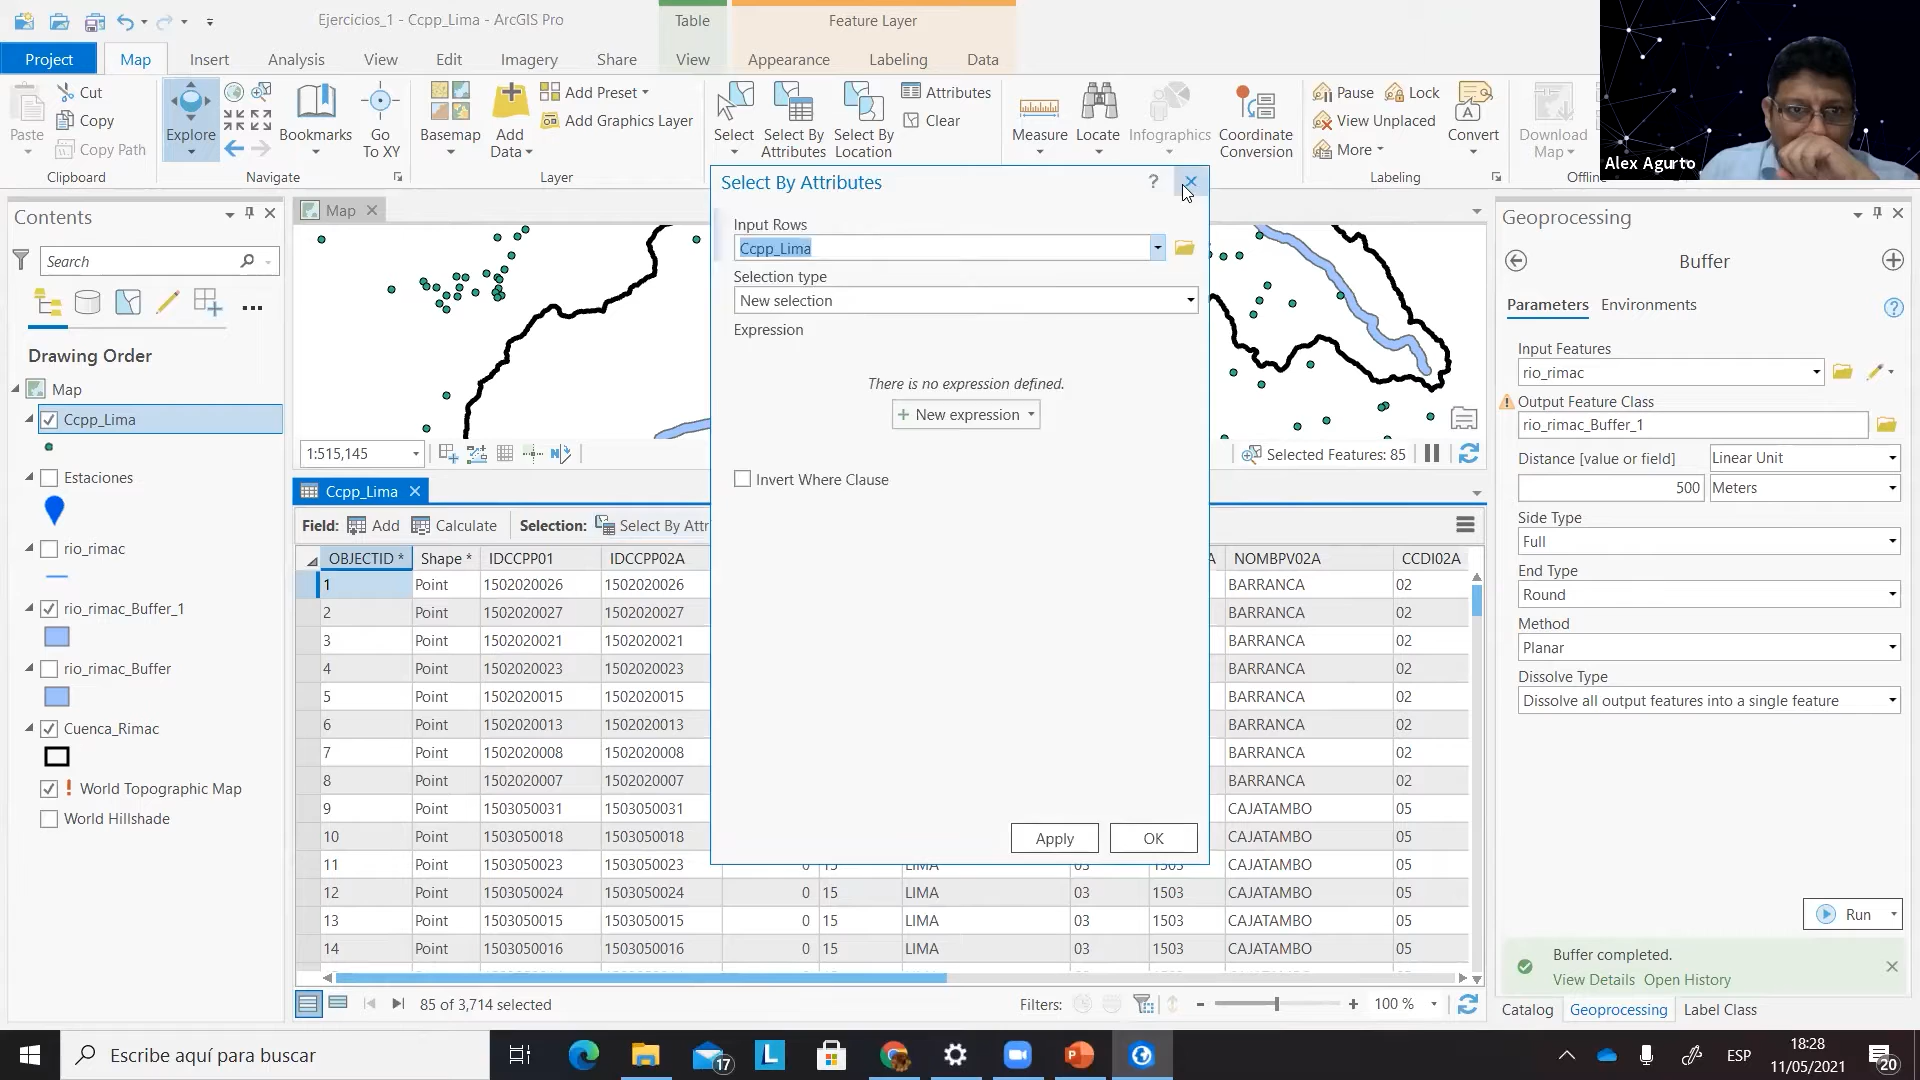 Ejercicios_1 - Ccpp_Lima - ArcGIS Pro
Table
Feature Layer
Project
Map
Insert
Analysis
View
Edit
Imagery
Share
View
Appearance
Labeling
Data
Paste
Cut
Copy
Copy Path
Clipboard
Explore
Bookmarks
Go
To XY
Navigate
Basemap
Add
Data
Add Preset
Add Graphics Layer
Layer
Select
Select By
Attributes
Select By
Location
Attributes
Clear
Measure
Locate
Infographics
Coordinate
Conversion
Pause
Lock
View Unplaced
More
Convert
Labeling
Download
Map
Offline
Alex Agurto
Contents
Search
Drawing Order
Map
Ccpp_Lima
Estaciones
rio_rimac
rio_rimac_Buffer_1
rio_rimac_Buffer
Cuenca_Rimac
! World Topographic Map
World Hillshade
Map
1:515,145
Selected Features: 85
Select By Attributes
?
Input Rows
Ccpp_Lima
Selection type
New selection
Expression
There is no expression defined.
+ New expression
Invert Where Clause
Apply
OK
Ccpp_Lima
Field: Add Calculate Selection: Select By Attr
OBJECTID * Shape * IDCCPP01 IDCCPP02A A NOMBPV02A CCDI02A
1 Point 1502020026 1502020026 BARRANCA 02
2 Point 1502020027 1502020027 BARRANCA 02
3 Point 1502020021 1502020021 BARRANCA 02
4 Point 1502020023 1502020023 BARRANCA 02
5 Point 1502020015 1502020015 BARRANCA 02
6 Point 1502020013 1502020013 BARRANCA 02
7 Point 1502020008 1502020008 BARRANCA 02
8 Point 1502020007 1502020007 BARRANCA 02
9 Point 1503050031 1503050031 CAJATAMBO 05
10 Point 1503050018 1503050018 CAJATAMBO 05
11 Point 1503050023 1503050023 0 15 LIMA 03 1503 CAJATAMBO 05
12 Point 1503050024 1503050024 0 15 LIMA 03 1503 CAJATAMBO 05
13 Point 1503050015 1503050015 0 15 LIMA 03 1503 CAJATAMBO 05
14 Point 1503050016 1503050016 0 15 LIMA 03 1503 CAJATAMBO 05
85 of 3,714 selected
Filters:
- + 100 %
Geoprocessing
Buffer
Parameters
Environments
?
Input Features
rio_rimac
Output Feature Class
rio_rimac_Buffer_1
Distance [value or field]
Linear Unit
500
Meters
Side Type
Full
End Type
Round
Method
Planar
Dissolve Type
Dissolve all output features into a single feature
Run
Buffer completed.
View Details Open History
Catalog
Geoprocessing
Label Class
Escribe aquí para buscar
17
L
P
ESP
18:28
11/05/2021
20